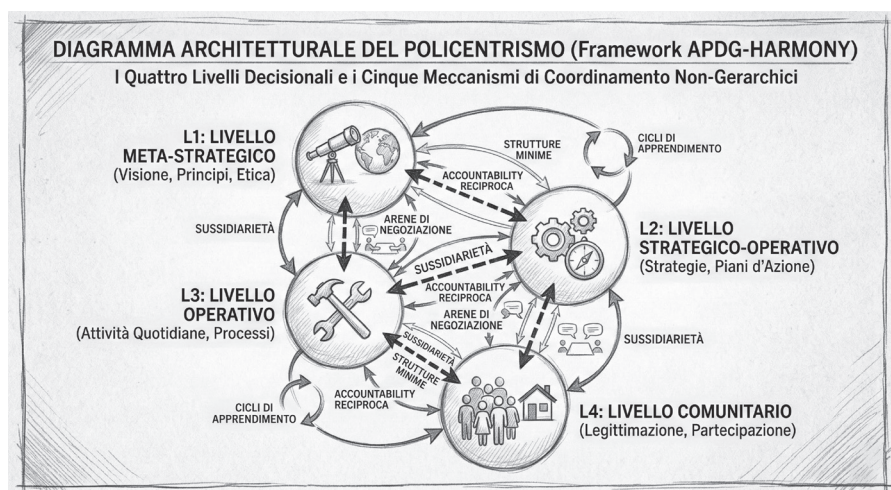 DIAGRAMMA ARCHITETTURALE DEL POLICENTRISMO (Framework APDG-HARMONY)
I Quattro Livelli Decisionali e i Cinque Meccanismi di Coordinamento Non-Gerarchici
L1: LIVELLO
META-STRATEGICO
(Visione, Principi, Etica)
STRUTTURE
MINIME
CICLI DI
APPRENDIMENTO
ACCOUNTABILITY
RECIPROCA
SUSSIDIARIETÀ
ARENE DI
NEGOZIAZIONE
L2: LIVELLO
STRATEGICO-OPERATIVO
(Strategie, Piani d'Azione)
SUSSIDIARIETÀ
L3: LIVELLO
OPERATIVO
(Attività Quotidiane, Processi)
ACCOUNTABILITY
RECIPROCA
ARENE DI
NEGOZIAZIONE
SUSSIDIARIETÀ
SUSSIDIARIETÀ
STRUTTURE
MINIME
CICLI DI
APPRENDIMENTO
ACCOUNTABILITY
RECIPROCA
L4: LIVELLO COMUNITARIO
(Legittimazione, Partecipazione)